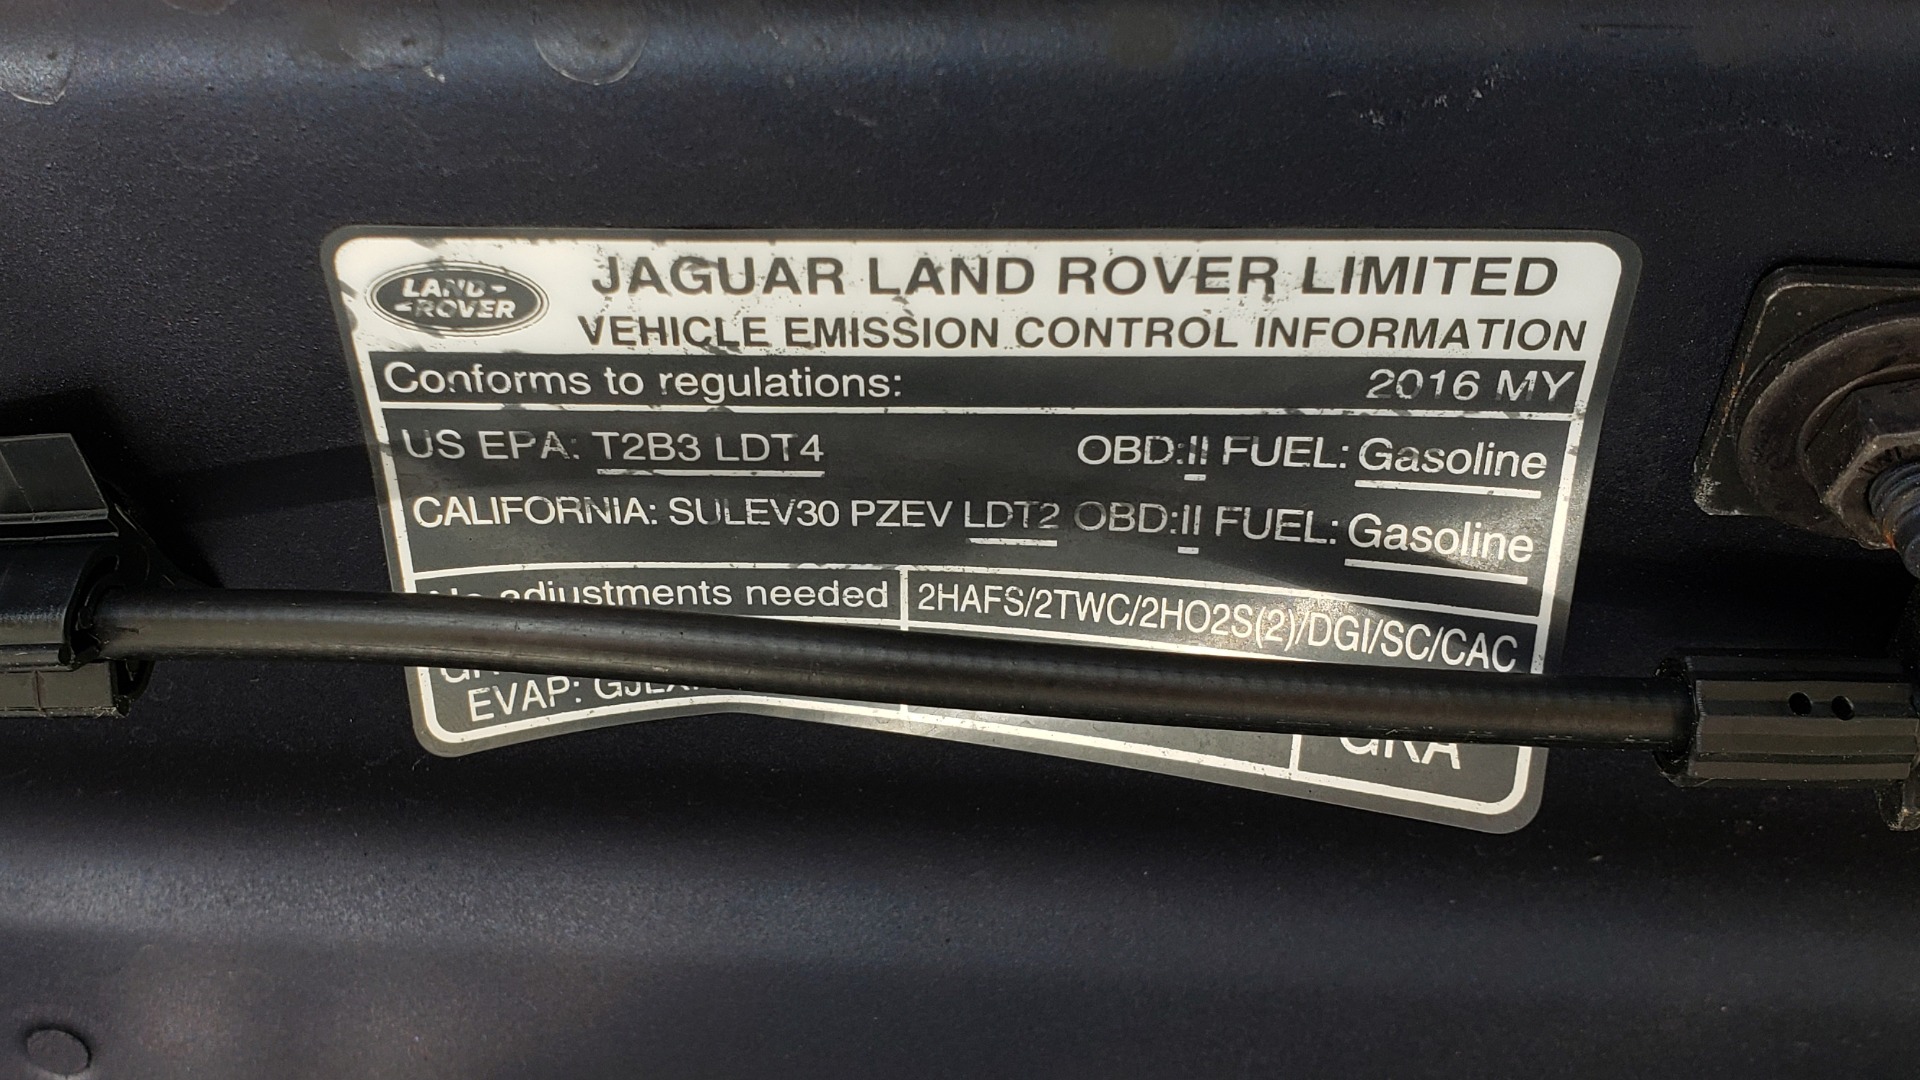 LAND-
-ROVER
JAGUAR LAND ROVER LIMITED
VEHICLE EMISSION CONTROL INFORMATION
Conforms to regulations: 2016 MY
US EPA: T2B3 LDT4 OBD:II FUEL: Gasoline
CALIFORNIA: SULEV30 PZEV LDT2 OBD:II FUEL: Gasoline
No adjustments needed 2HAFS/2TWC/2HO2S(2)/DGI/SC/CAC
EVAP: